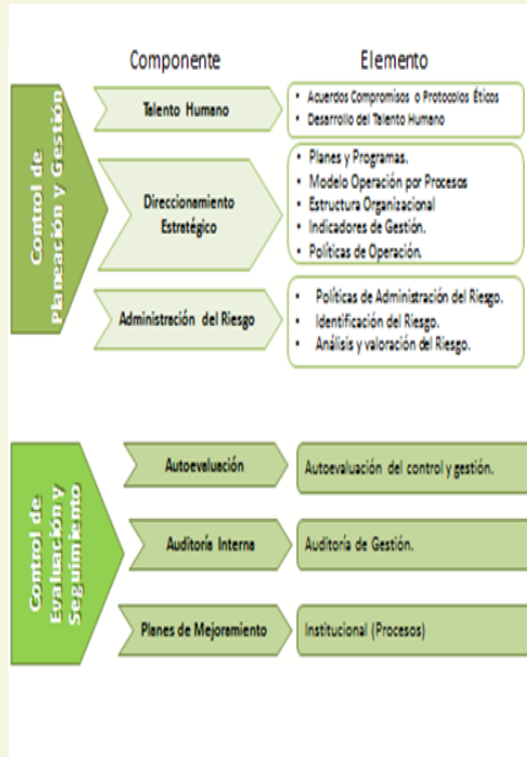 Componente
Elemento
Control de
Planeación y Gestión
Talento Humano
• Acuerdos Compromisos o Protocolos Éticos
• Desarrollo del Talento Humano
Direccionamiento
Estratégico
• Planes y Programas.
• Modelo Operación por Procesos
• Estructura Organizacional
• Indicadores de Gestión.
• Políticas de Operación.
Administración del Riesgo
• Políticas de Administración del Riesgo.
• Identificación del Riesgo.
• Análisis y valoración del Riesgo.
Control de
Evaluación y
Seguimiento
Autoevaluación
Autoevaluación del control y gestión.
Auditoría Interna
Auditoría de Gestión.
Planes de Mejoramiento
Institucional (Procesos)